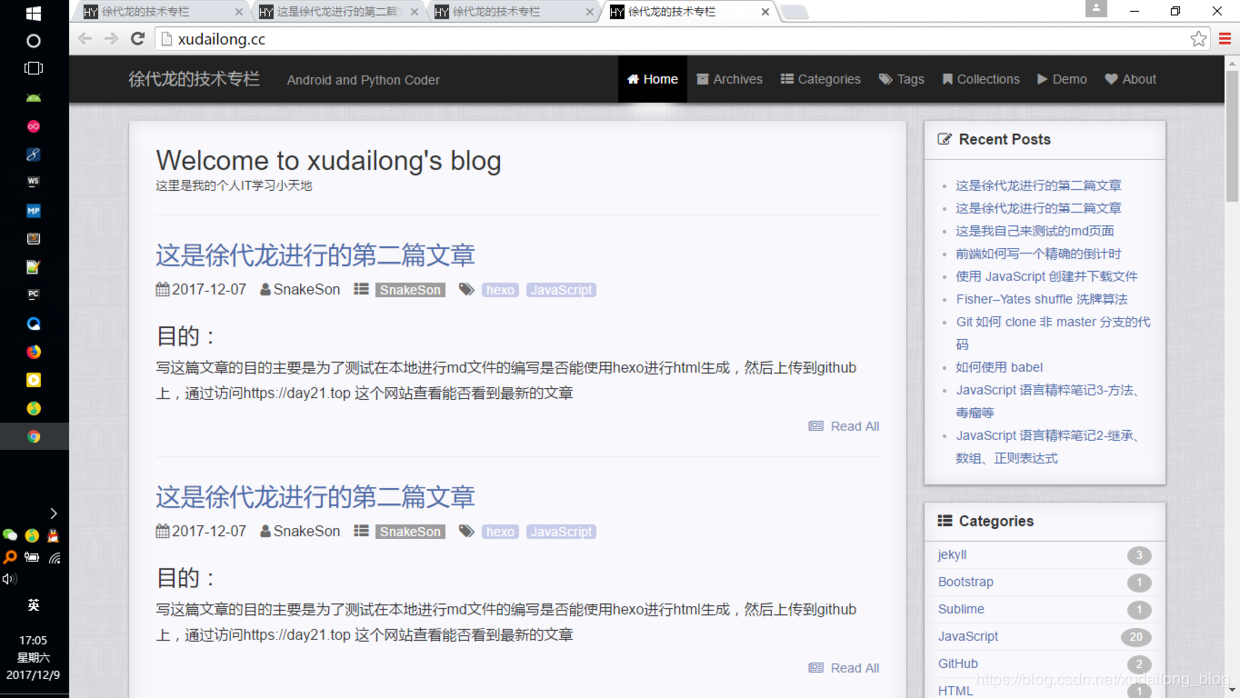 徐代龙的技术专栏
这是徐代龙进行的第二篇
徐代龙的技术专栏
徐代龙的技术专栏
xudailong.cc
徐代龙的技术专栏 Android and Python Coder Home Archives Categories Tags Collections Demo About
Welcome to xudailong's blog
这里是我的个人IT学习小天地
这是徐代龙进行的第二篇文章
2017-12-07 SnakeSon SnakeSon hexo JavaScript
目的：
写这篇文章的目的主要是为了测试在本地进行md文件的编写是否能使用hexo进行html生成，然后上传到github
上，通过访问https://day21.top 这个网站查看能否看到最新的文章
Read All
这是徐代龙进行的第二篇文章
2017-12-07 SnakeSon SnakeSon hexo JavaScript
目的：
写这篇文章的目的主要是为了测试在本地进行md文件的编写是否能使用hexo进行html生成，然后上传到github
上，通过访问https://day21.top 这个网站查看能否看到最新的文章
Read All
Recent Posts
这是徐代龙进行的第二篇文章
这是徐代龙进行的第二篇文章
这是我自己来测试的md页面
前端如何写一个精确的倒计时
使用 JavaScript 创建并下载文件
Fisher–Yates shuffle 洗牌算法
Git 如何 clone 非 master 分支的代
码
如何使用 babel
JavaScript 语言精粹笔记3-方法、
毒瘤等
JavaScript 语言精粹笔记2-继承、
数组、正则表达式
Categories
jekyll 3
Bootstrap 1
Sublime 1
JavaScript 20
GitHub 2
HTML 1
WS
MP
PC
英
17:05
星期六
2017/12/9
https://blog.csdn.net/xudailong_blog